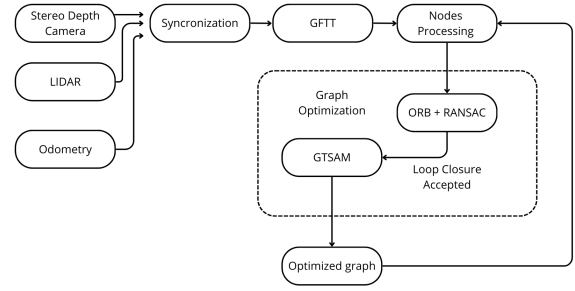 Stereo Depth
Camera
Syncronization
GFTT
Nodes
Processing
LIDAR
Graph
Optimization
ORB + RANSAC
Odometry
GTSAM
Loop Closure
Accepted
Optimized graph